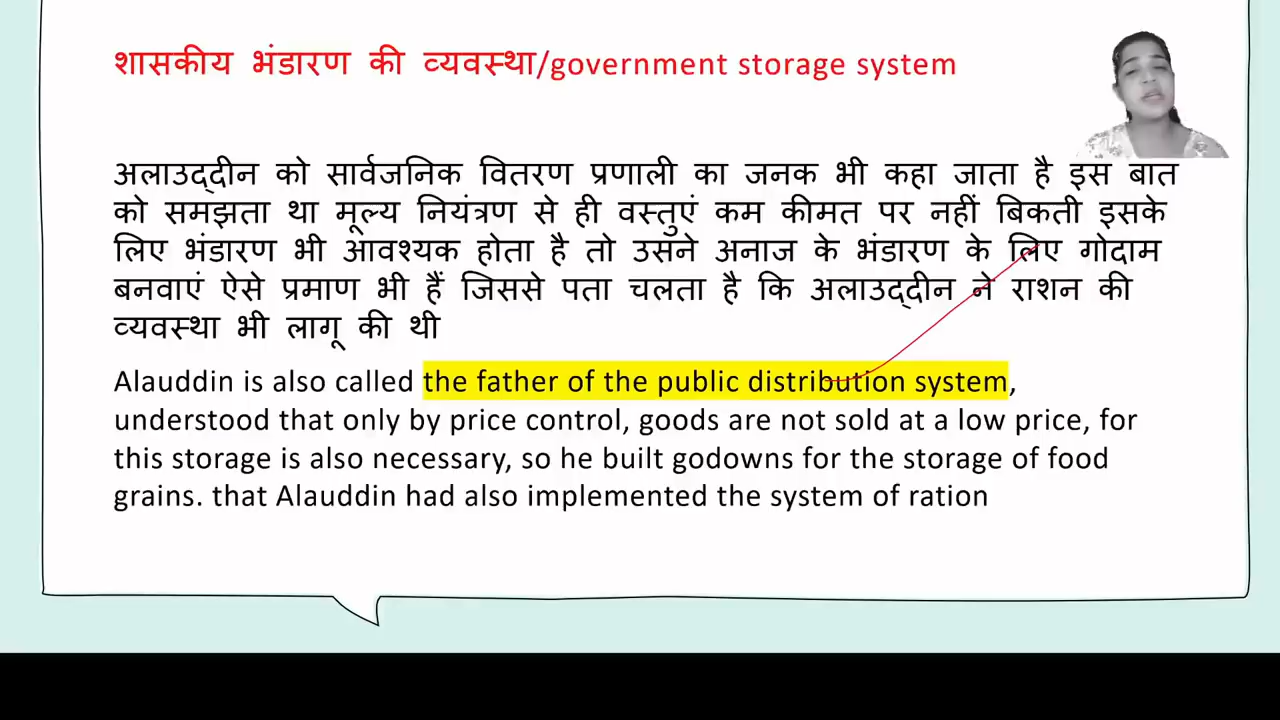 शासकीय भंडारण की व्यवस्था/government storage system
अलाउद्दीन को सार्वजनिक वितरण प्रणाली का जनक भी कहा जाता है इस बात
को समझता था मूल्य नियंत्रण से ही वस्तुएं कम कीमत पर नहीं बिकती इसके
लिए भंडारण भी आवश्यक होता है तो उसने अनाज के भंडारण के लिए गोदाम
बनवाएं ऐसे प्रमाण भी हैं जिससे पता चलता है कि अलाउद्दीन ने राशन की
व्यवस्था भी लागू की थी
Alauddin is also called the father of the public distribution system,
understood that only by price control, goods are not sold at a low price, for
this storage is also necessary, so he built godowns for the storage of food
grains. that Alauddin had also implemented the system of ration